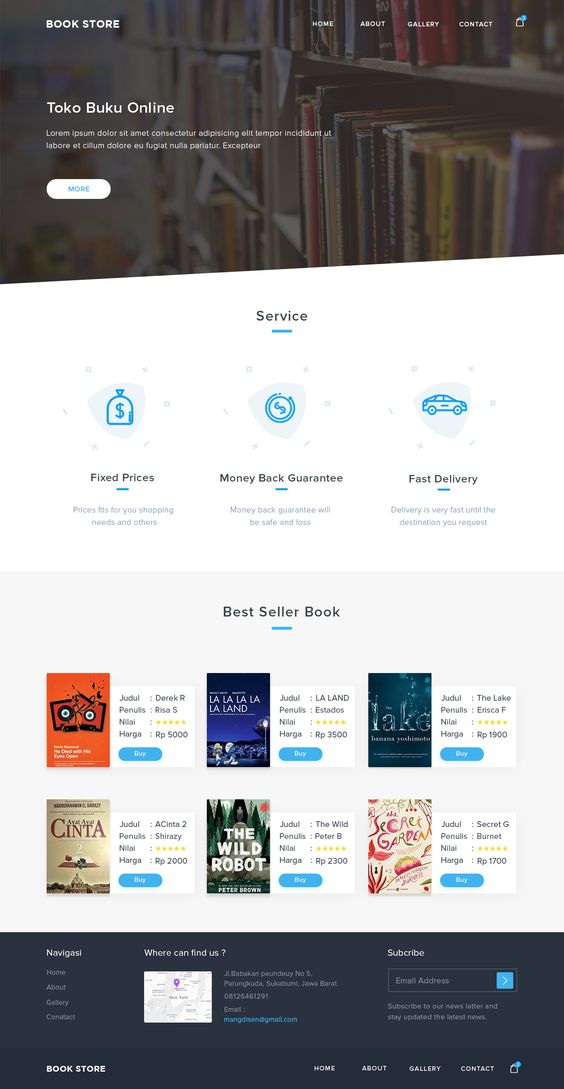 BOOK STORE
HOME ABOUT GALLERY CONTACT
2
Toko Buku Online
Lorem ipsum dolor sit amet consectetur adipisicing elit tempor incididunt ut
labore et cillum dolore eu fugiat nulla pariatur. Excepteur
MORE
Service
Fixed Prices
Prices fits for you shopping
needs and others
Money Back Guarantee
Money back guarantee will
be safe and loss
Fast Delivery
Delivery is very fast until the
destination you request
Best Seller Book
He Died with His
Eyes Open
Judul : Derek R
Penulis : Risa S
Nilai : ★★★★★
Harga : Rp 5000
Buy
LA LA LA LA
LA LAND
Judul : LA LAND
Penulis : Estados
Nilai : ★★★★★
Harga : Rp 3500
Buy
the
lake
banana yoshimoto
Judul : The Lake
Penulis : Erisca F
Nilai : ★★★★★
Harga : Rp 1900
Buy
Ayat-Ayat
CINTA
2
Judul : ACinta 2
Penulis : Shirazy
Nilai : ★★★★★
Harga : Rp 2000
Buy
THE
WILD
ROBOT
PETER BROWN
Judul : The Wild
Penulis : Peter B
Nilai : ★★★★★
Harga : Rp 2300
Buy
the
Secret
GARDEN
Judul : Secret G
Penulis : Burnet
Nilai : ★★★★★
Harga : Rp 1700
Buy
Navigasi
Home
About
Gallery
Conatact
Where can find us ?
New York
Jl.Babakan peundeuy No 5,
Parungkuda, Sukabumi, Jawa Barat
08126461291
Email :
mangdisen@gmail.com
Subcribe
Email Address
Subscribe to our news latter and
stay updated the latest news.
BOOK STORE
HOME ABOUT GALLERY CONTACT
2